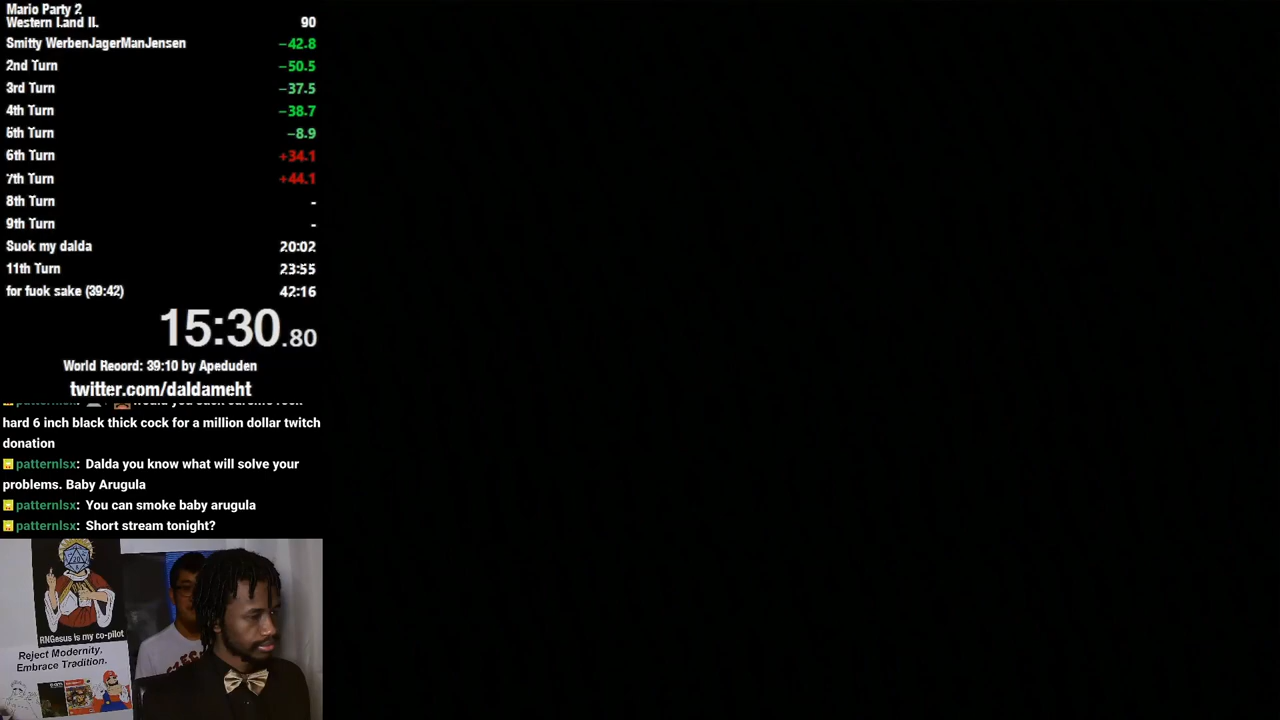 Mario Party 2
Western Land II. 90
Smitty WerbenJagerManJensen -42.8
2nd Turn -50.5
3rd Turn -37.5
4th Turn -38.7
5th Turn -8.9
6th Turn +34.1
7th Turn +44.1
8th Turn -
9th Turn -
Suck my dalda 20:02
11th Turn 23:55
for fuck sake (39:42) 42:16
15:30.80
World Record: 39:10 by Apeduden
twitter.com/daldameht
hard 6 inch black thick cock for a million dollar twitch
donation
patternlsx: Dalda you know what will solve your
problems. Baby Arugula
patternlsx: You can smoke baby arugula
patternlsx: Short stream tonight?
RNGesus is my co-pilot
Reject Modernity,
Embrace Tradition.